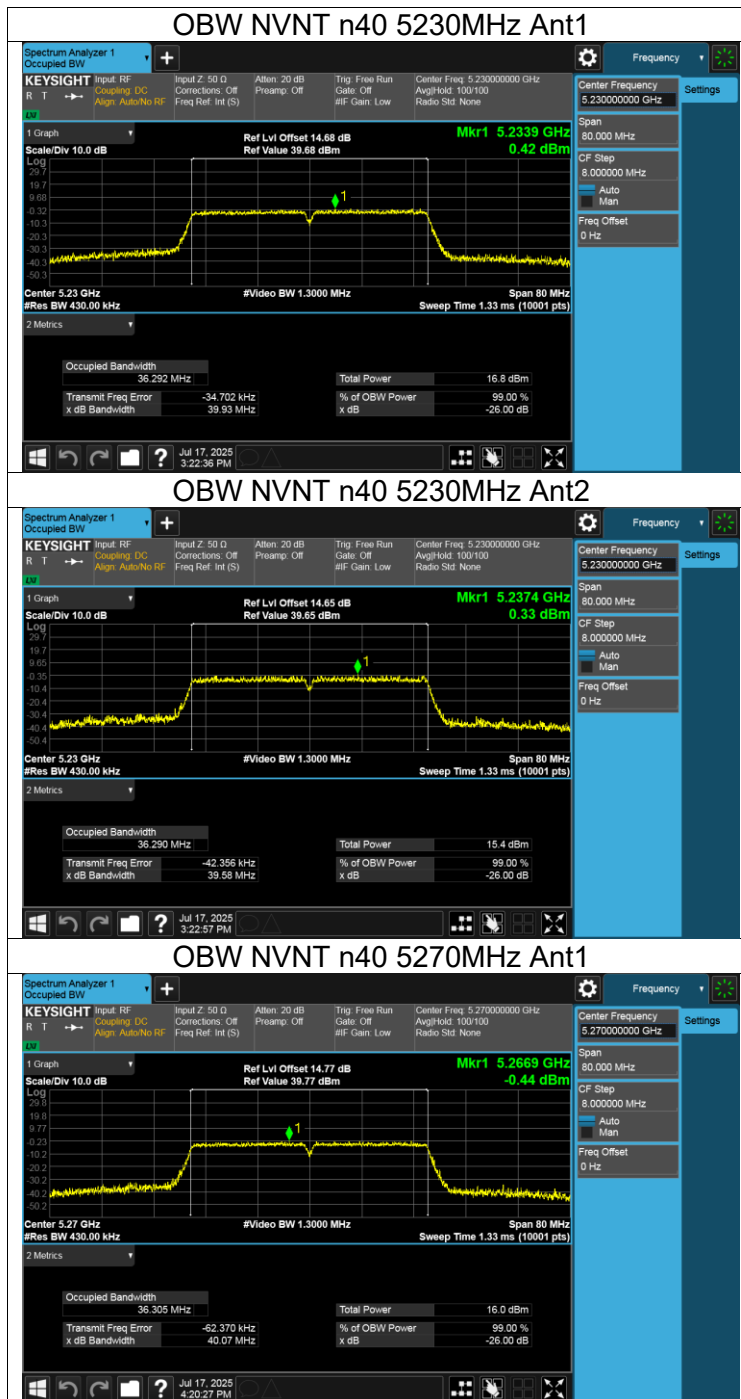 OBW NVNT n40 5230MHz Ant1
Spectrum Analyzer 1
Occupied BW
Frequency
KEYSIGHT
R T
LXI
Input: RF
Coupling: DC
Align: Auto/No RF
Input Z: 50 Ω
Corrections: Off
Freq Ref: Int (S)
Atten: 20 dB
Preamp: Off
Trig: Free Run
Gate: Off
#IF Gain: Low
Center Freq: 5.230000000 GHz
Avg|Hold: 100/100
Radio Std: None
Center Frequency
5.230000000 GHz
Settings
Span
80.000 MHz
CF Step
8.000000 MHz
Auto
Man
Freq Offset
0 Hz
1 Graph
Scale/Div 10.0 dB
Ref Lvl Offset 14.68 dB
Ref Value 39.68 dBm
Mkr1 5.2339 GHz
0.42 dBm
Log
29.7
19.7
9.68
-0.32
-10.3
-20.3
-30.3
-40.3
-50.3
1
Center 5.23 GHz
#Res BW 430.00 kHz
#Video BW 1.3000 MHz
Span 80 MHz
Sweep Time 1.33 ms (10001 pts)
2 Metrics
Occupied Bandwidth
36.292 MHz
Total Power 16.8 dBm
Transmit Freq Error -34.702 kHz
% of OBW Power 99.00 %
x dB Bandwidth 39.93 MHz
x dB -26.00 dB
?
Jul 17, 2025
3:22:36 PM
OBW NVNT n40 5230MHz Ant2
Spectrum Analyzer 1
Occupied BW
Frequency
KEYSIGHT
R T
LXI
Input: RF
Coupling: DC
Align: Auto/No RF
Input Z: 50 Ω
Corrections: Off
Freq Ref: Int (S)
Atten: 20 dB
Preamp: Off
Trig: Free Run
Gate: Off
#IF Gain: Low
Center Freq: 5.230000000 GHz
Avg|Hold: 100/100
Radio Std: None
Center Frequency
5.230000000 GHz
Settings
Span
80.000 MHz
CF Step
8.000000 MHz
Auto
Man
Freq Offset
0 Hz
1 Graph
Scale/Div 10.0 dB
Ref Lvl Offset 14.65 dB
Ref Value 39.65 dBm
Mkr1 5.2374 GHz
0.33 dBm
Log
29.7
19.7
9.65
-0.35
-10.4
-20.4
-30.4
-40.4
-50.4
1
Center 5.23 GHz
#Res BW 430.00 kHz
#Video BW 1.3000 MHz
Span 80 MHz
Sweep Time 1.33 ms (10001 pts)
2 Metrics
Occupied Bandwidth
36.290 MHz
Total Power 15.4 dBm
Transmit Freq Error -42.356 kHz
% of OBW Power 99.00 %
x dB Bandwidth 39.58 MHz
x dB -26.00 dB
?
Jul 17, 2025
3:22:57 PM
OBW NVNT n40 5270MHz Ant1
Spectrum Analyzer 1
Occupied BW
Frequency
KEYSIGHT
R T
LXI
Input: RF
Coupling: DC
Align: Auto/No RF
Input Z: 50 Ω
Corrections: Off
Freq Ref: Int (S)
Atten: 20 dB
Preamp: Off
Trig: Free Run
Gate: Off
#IF Gain: Low
Center Freq: 5.270000000 GHz
Avg|Hold: 100/100
Radio Std: None
Center Frequency
5.270000000 GHz
Settings
Span
80.000 MHz
CF Step
8.000000 MHz
Auto
Man
Freq Offset
0 Hz
1 Graph
Scale/Div 10.0 dB
Ref Lvl Offset 14.77 dB
Ref Value 39.77 dBm
Mkr1 5.2669 GHz
-0.44 dBm
Log
29.8
19.8
9.77
-0.23
-10.2
-20.2
-30.2
-40.2
-50.2
1
Center 5.27 GHz
#Res BW 430.00 kHz
#Video BW 1.3000 MHz
Span 80 MHz
Sweep Time 1.33 ms (10001 pts)
2 Metrics
Occupied Bandwidth
36.305 MHz
Total Power 16.0 dBm
Transmit Freq Error -62.370 kHz
% of OBW Power 99.00 %
x dB Bandwidth 40.07 MHz
x dB -26.00 dB
?
Jul 17, 2025
4:20:27 PM